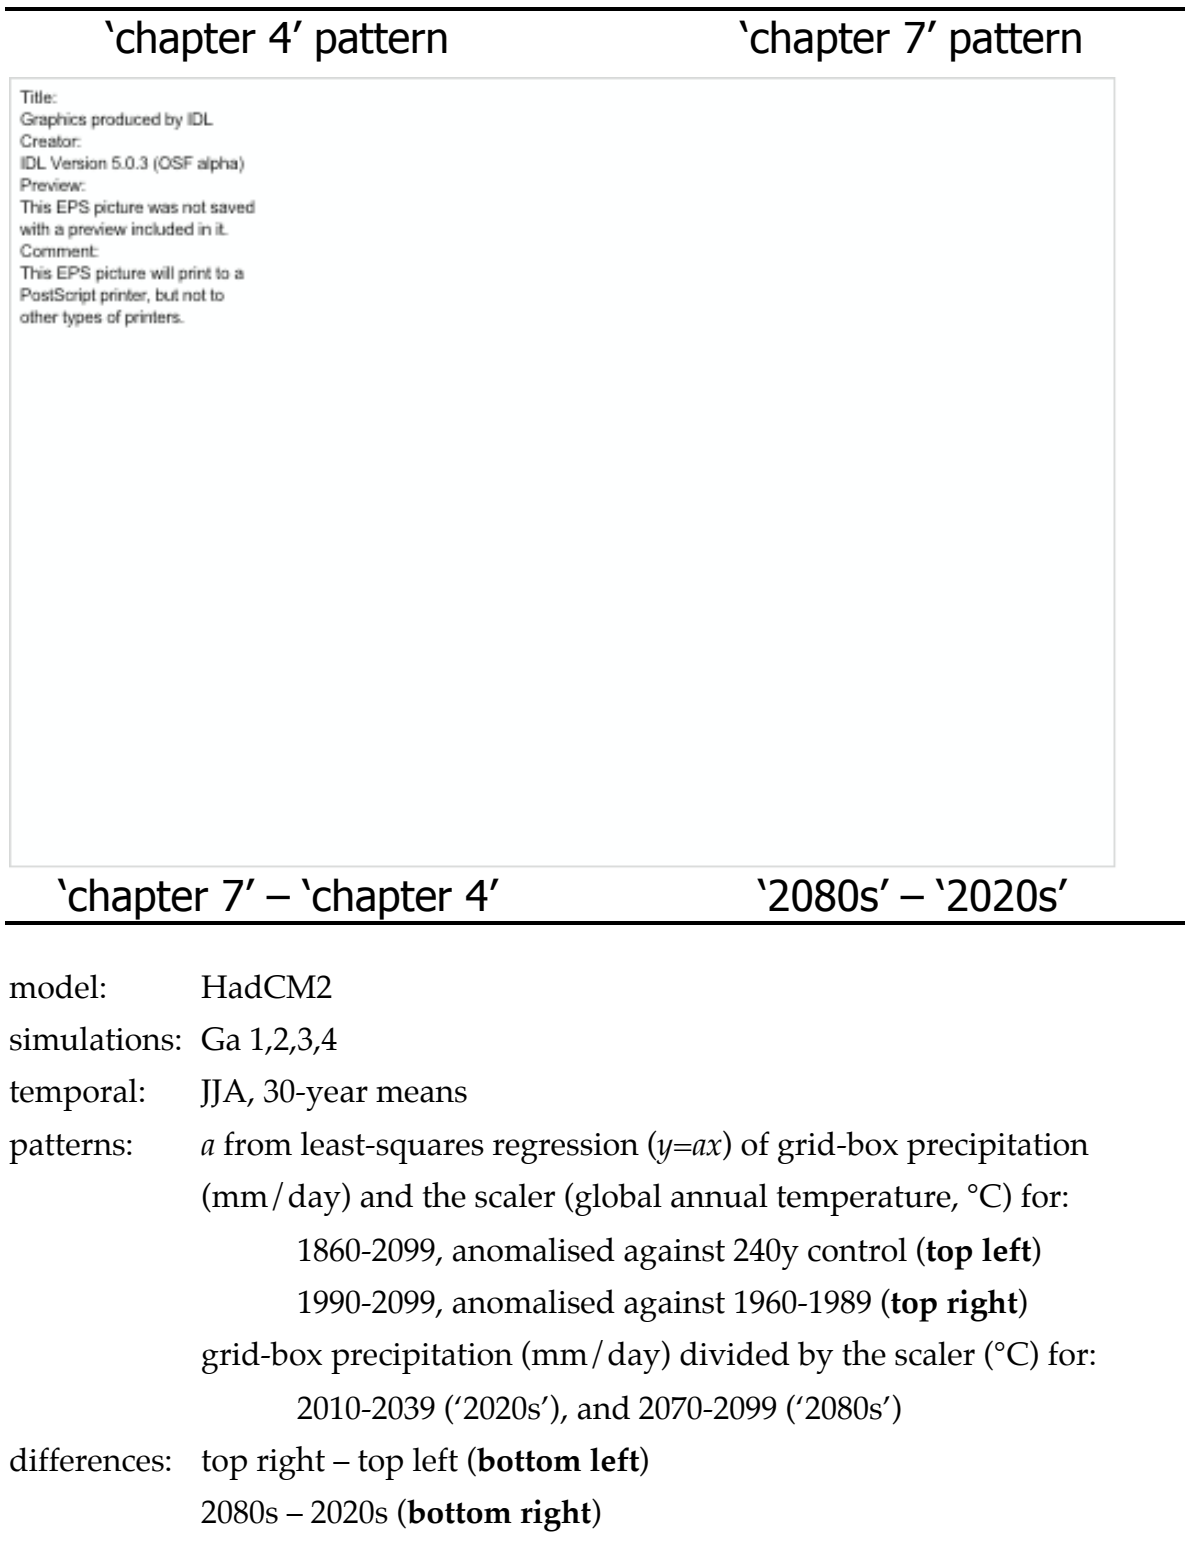 ‘chapter 4’ pattern ‘chapter 7’ pattern
Title:
Graphics produced by IDL
Creator:
IDL Version 5.0.3 (OSF alpha)
Preview:
This EPS picture was not saved
with a preview included in it.
Comment:
This EPS picture will print to a
PostScript printer, but not to
other types of printers.
‘chapter 7’ – ‘chapter 4’ ‘2080s’ – ‘2020s’
model: HadCM2
simulations: Ga 1,2,3,4
temporal: JJA, 30-year means
patterns: a from least-squares regression (y=ax) of grid-box precipitation
(mm/day) and the scaler (global annual temperature, °C) for:
1860-2099, anomalised against 240y control (top left)
1990-2099, anomalised against 1960-1989 (top right)
grid-box precipitation (mm/day) divided by the scaler (°C) for:
2010-2039 (‘2020s’), and 2070-2099 (‘2080s’)
differences: top right – top left (bottom left)
2080s – 2020s (bottom right)